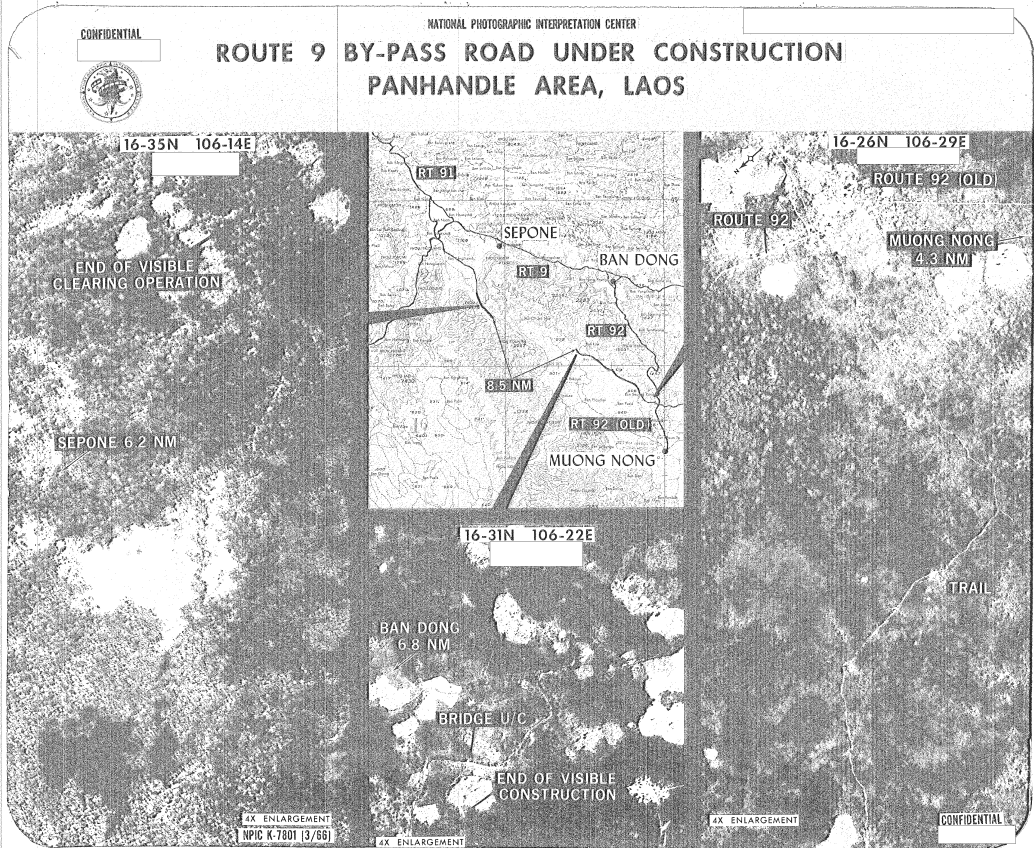 CONFIDENTIAL
NATIONAL PHOTOGRAPHIC INTERPRETATION CENTER
ROUTE 9 BY-PASS ROAD UNDER CONSTRUCTION
PANHANDLE AREA, LAOS
16-35N 106-14E
END OF VISIBLE
CLEARING OPERATION
SEPONE 6.2 NM
4X ENLARGEMENT
NPIC K-7801 (3/66)
RT 91
SEPONE
RT 9
BAN DONG
RT 92
8.5 NM
RT 92 (OLD)
MUONG NONG
16-31N 106-22E
BAN DONG
6.8 NM
BRIDGE U/C
END OF VISIBLE
CONSTRUCTION
4X ENLARGEMENT
16-26N 106-29E
N
ROUTE 92 (OLD)
ROUTE 92
MUONG NONG
4.3 NM
TRAIL
4X ENLARGEMENT
CONFIDENTIAL